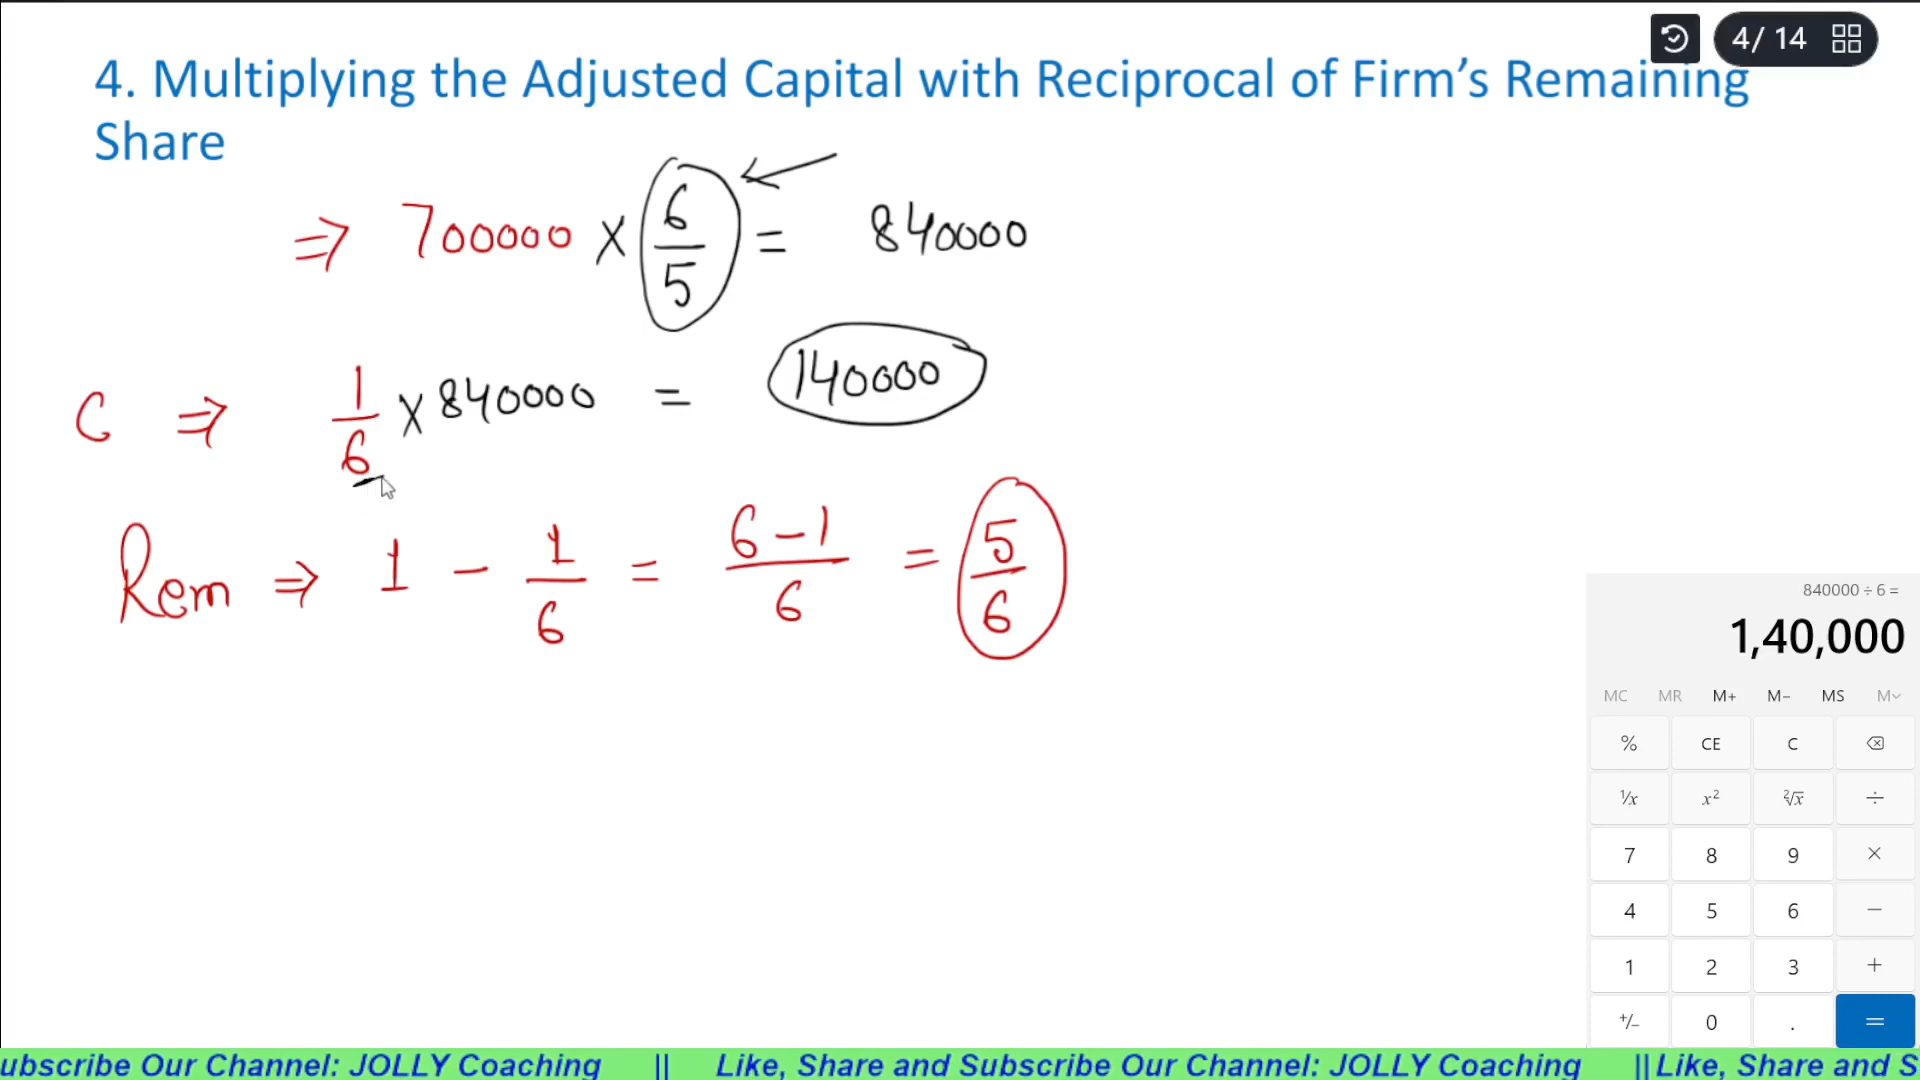 4/ 14
4. Multiplying the Adjusted Capital with Reciprocal of Firm's Remaining
Share
⇒ 700000 × 6/5 = 840000
C ⇒ 1/6 × 840000 = 140000
Rem ⇒ 1 - 1/6 = 6-1/6 = 5/6
840000 ÷ 6 =
1,40,000
MC MR M+ M- MS M˅
% CE C ⌫
¹/x x² ²√x ÷
7 8 9 ×
4 5 6 −
1 2 3 +
+/− 0 . =
ubscribe Our Channel: JOLLY Coaching || Like, Share and Subscribe Our Channel: JOLLY Coaching || Like, Share and S